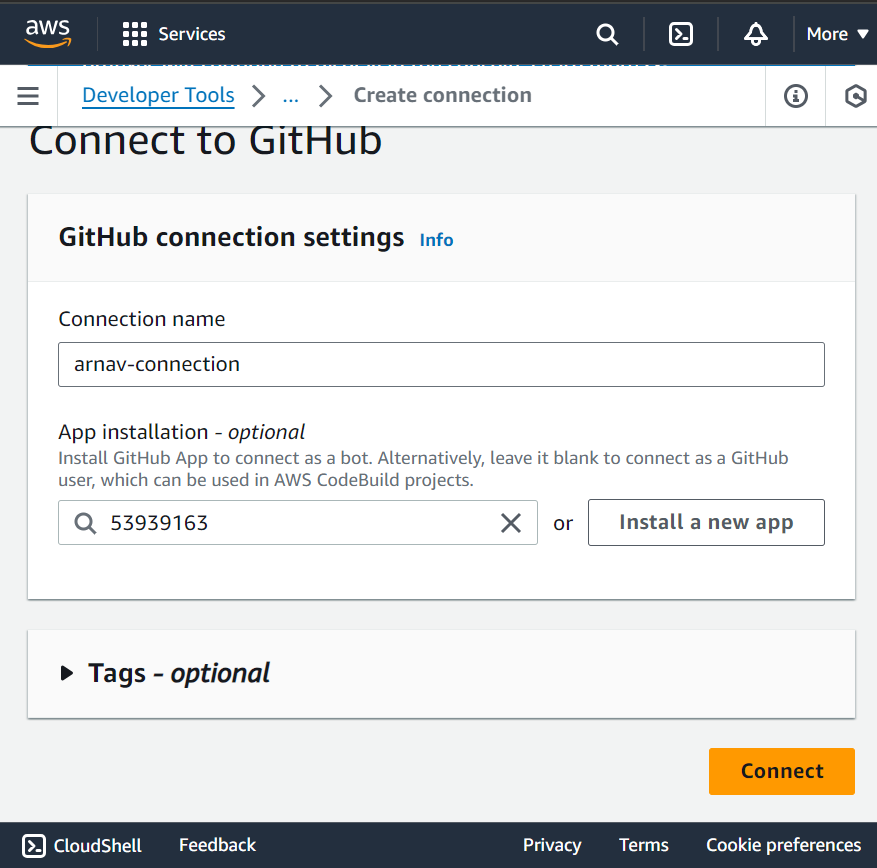 aws
Services
More
Developer Tools
...
Create connection
Connect to GitHub
GitHub connection settings
Info
Connection name
arnav-connection
App installation - optional
Install GitHub App to connect as a bot. Alternatively, leave it blank to connect as a GitHub
user, which can be used in AWS CodeBuild projects.
53939163
or
Install a new app
Tags - optional
Connect
CloudShell
Feedback
Privacy
Terms
Cookie preferences